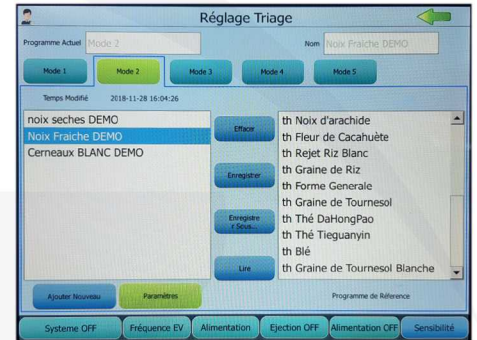 Réglage Triage
Programme Actuel Mode 2 Nom Noix Fraiche DEMO
Mode 1 Mode 2 Mode 3 Mode 4 Mode 5
Temps Modifié 2018-11-28 16:04:26
noix seches DEMO
Noix Fraiche DEMO
Cerneaux BLANC DEMO
Effacer
Enregistrer
Enregistre
r Sous...
Lire
th Noix d'arachide
th Fleur de Cacahuète
th Rejet Riz Blanc
th Graine de Riz
th Forme Generale
th Graine de Tournesol
th Thé DaHongPao
th Thé Tieguanyin
th Blé
th Graine de Tournesol Blanche
Ajouter Nouveau Paramètres Programme de Réference
Systeme OFF Fréquence EV Alimentation Ejection OFF Alimentation OFF Sensibilité